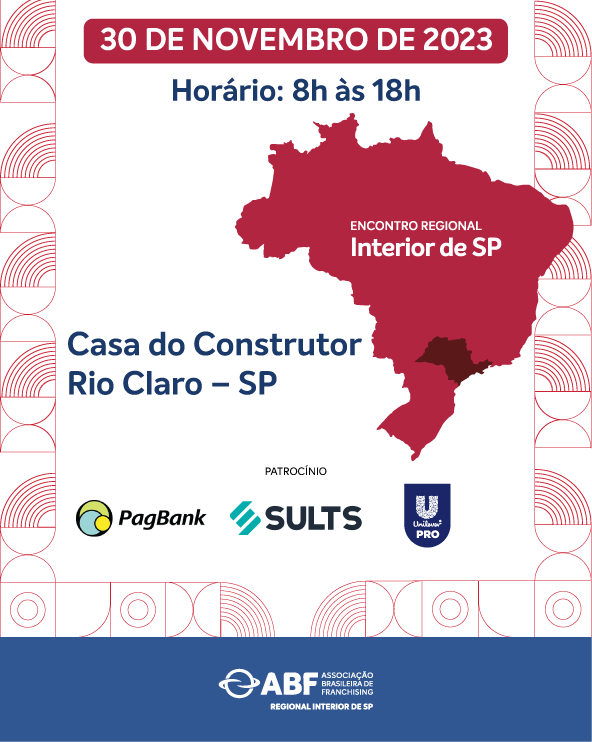 30 DE NOVEMBRO DE 2023
Horário: 8h às 18h
ENCONTRO REGIONAL
Interior de SP
Casa do Construtor
Rio Claro – SP
PATROCÍNIO
PagBank
SULTS
U
Unilever
PRO
ABF
ASSOCIAÇÃO
BRASILEIRA DE
FRANCHISING
REGIONAL INTERIOR DE SP